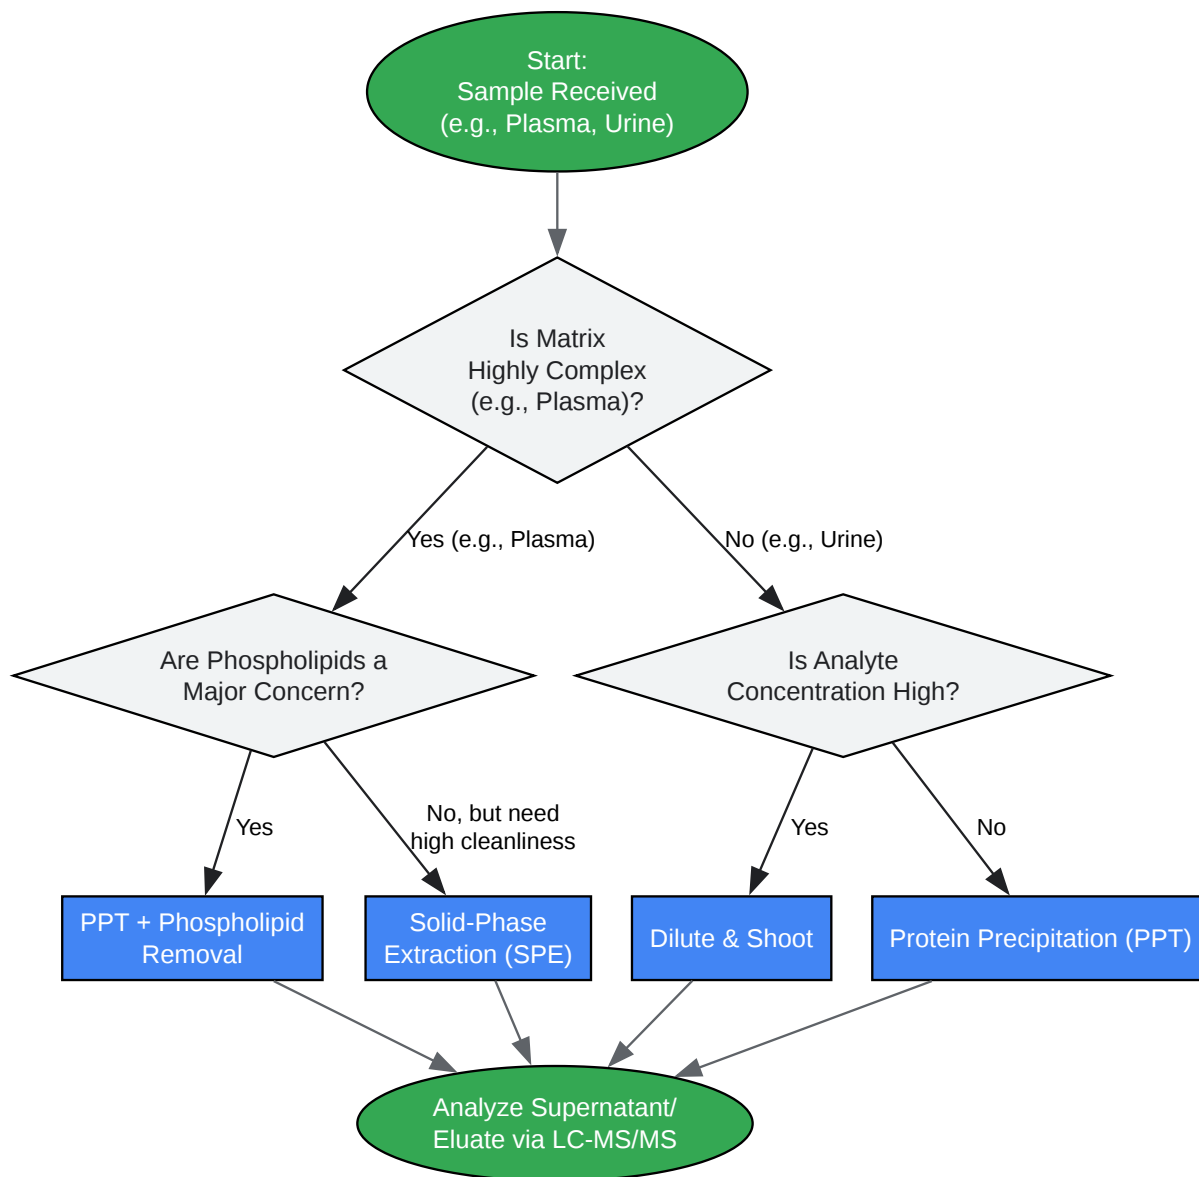 Start:
Sample Received
(e.g., Plasma, Urine)
Is Matrix
Highly Complex
(e.g., Plasma)?
Yes (e.g., Plasma)
No (e.g., Urine)
Are Phospholipids a
Major Concern?
Is Analyte
Concentration High?
Yes
No, but need
high cleanliness
Yes
No
PPT + Phospholipid
Removal
Solid-Phase
Extraction (SPE)
Dilute & Shoot
Protein Precipitation (PPT)
Analyze Supernatant/
Eluate via LC-MS/MS